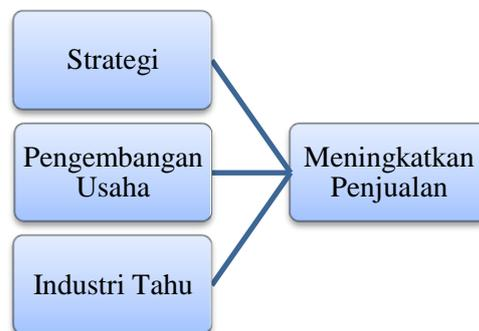 Strategi
Pengembangan
Usaha
Industri Tahu
Meningkatkan
Penjualan